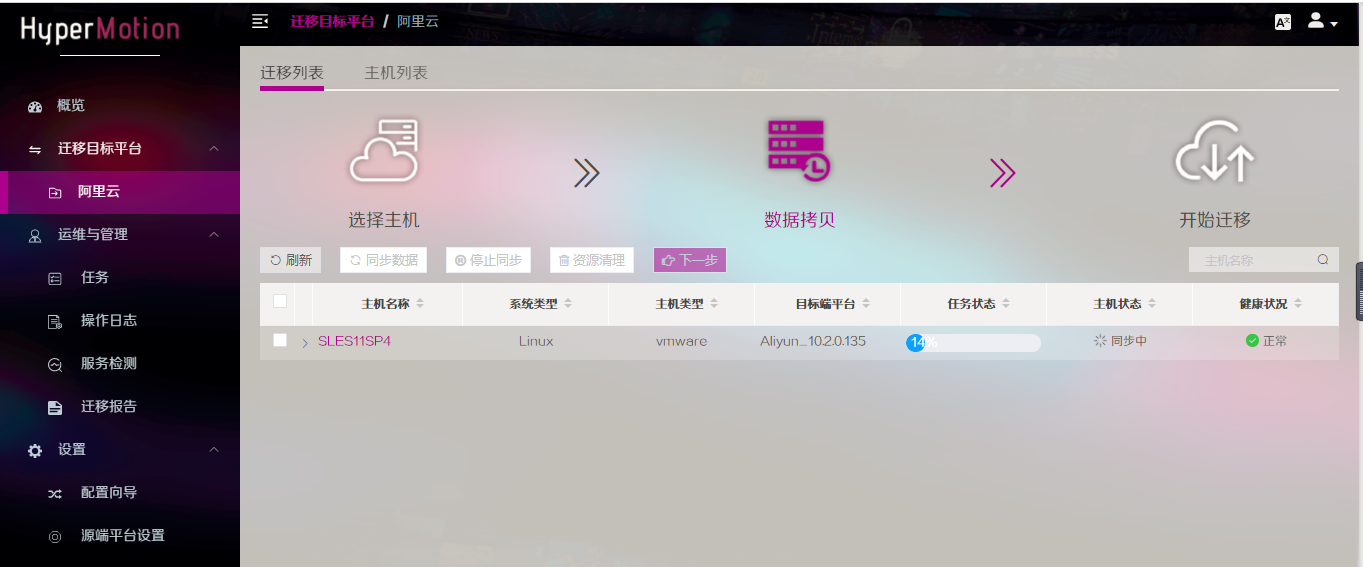 HyperMotion
迁移目标平台 / 阿里云
概览
迁移目标平台
阿里云
运维与管理
任务
操作日志
服务检测
迁移报告
设置
配置向导
源端平台设置
迁移列表 主机列表
选择主机 数据拷贝 开始迁移
刷新 同步数据 停止同步 资源清理 下一步 主机名称
主机名称 系统类型 主机类型 目标端平台 任务状态 主机状态 健康状况
SLES11SP4 Linux vmware Aliyun_10.2.0.135 14% 同步中 正常